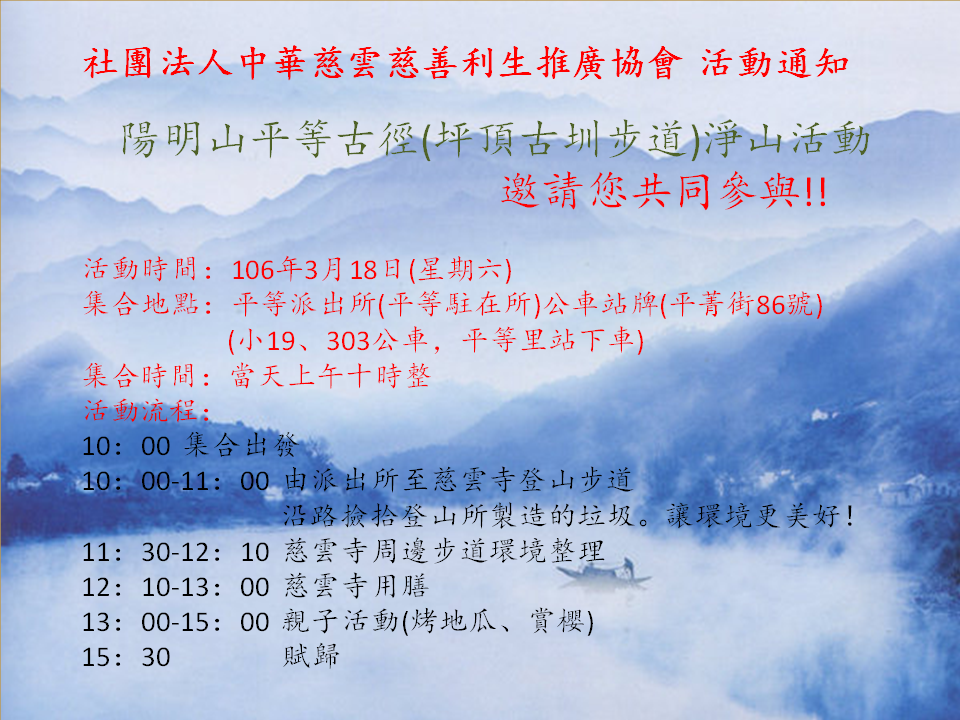 社團法人中華慈雲慈善利生推廣協會 活動通知
陽明山平等古徑(坪頂古圳步道)淨山活動
邀請您共同參與!!
活動時間：106年3月18日(星期六)
集合地點：平等派出所(平等駐在所)公車站牌(平菁街86號)
(小19、303公車，平等里站下車)
集合時間：當天上午十時整
活動流程：
10：00 集合出發
10：00-11：00 由派出所至慈雲寺登山步道
沿路撿拾登山所製造的垃圾。讓環境更美好！
11：30-12：10 慈雲寺周邊步道環境整理
12：10-13：00 慈雲寺用膳
13：00-15：00 親子活動(烤地瓜、賞櫻)
15：30 賦歸